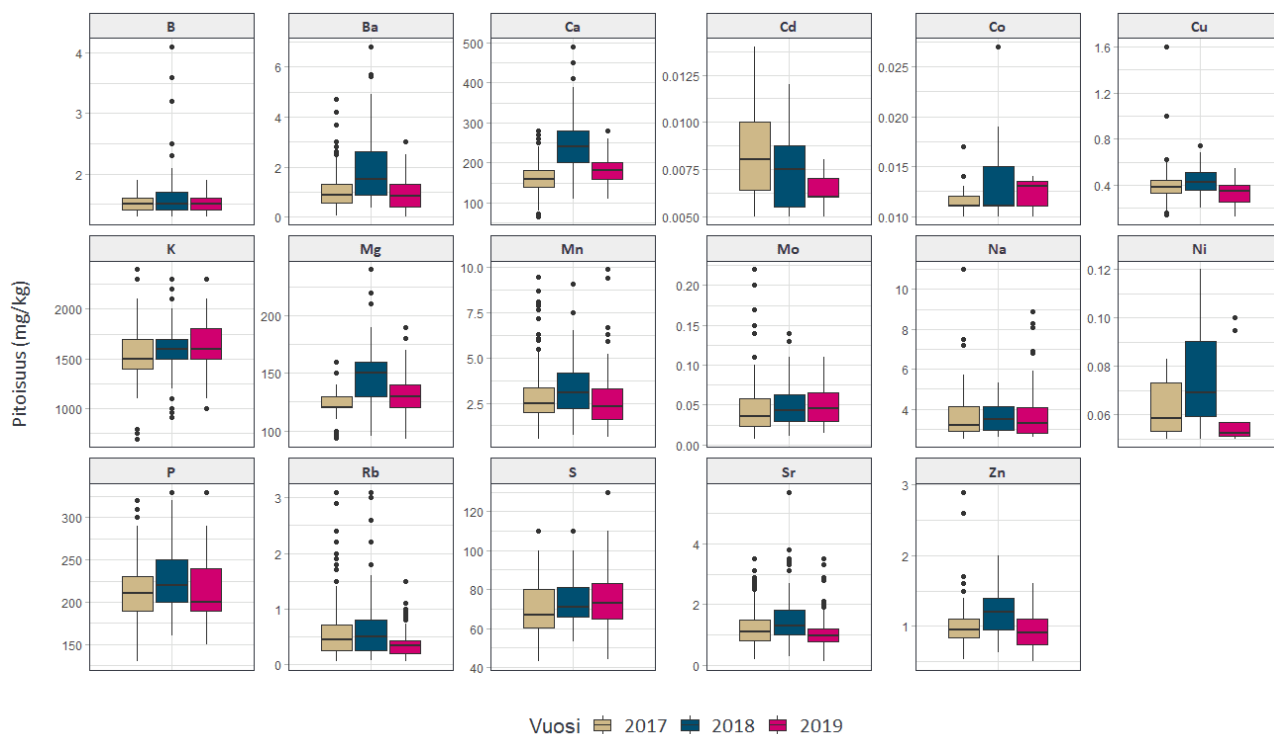 B Ba Ca Cd Co Cu
4 3 2
6 4 2 0
500 400 300 200 100
0.0125 0.0100 0.0075 0.0050
0.025 0.020 0.015 0.010
1.6 1.2 0.8 0.4
K Mg Mn Mo Na Ni
2000 1500 1000
200 150 100
10.0 7.5 5.0 2.5
0.20 0.15 0.10 0.05 0.00
10 8 6 4
0.12 0.10 0.08 0.06
Pitoisuus (mg/kg)
P Rb S Sr Zn
300 250 200 150
3 2 1 0
120 100 80 60 40
4 2 0
3 2 1
Vuosi 2017 2018 2019